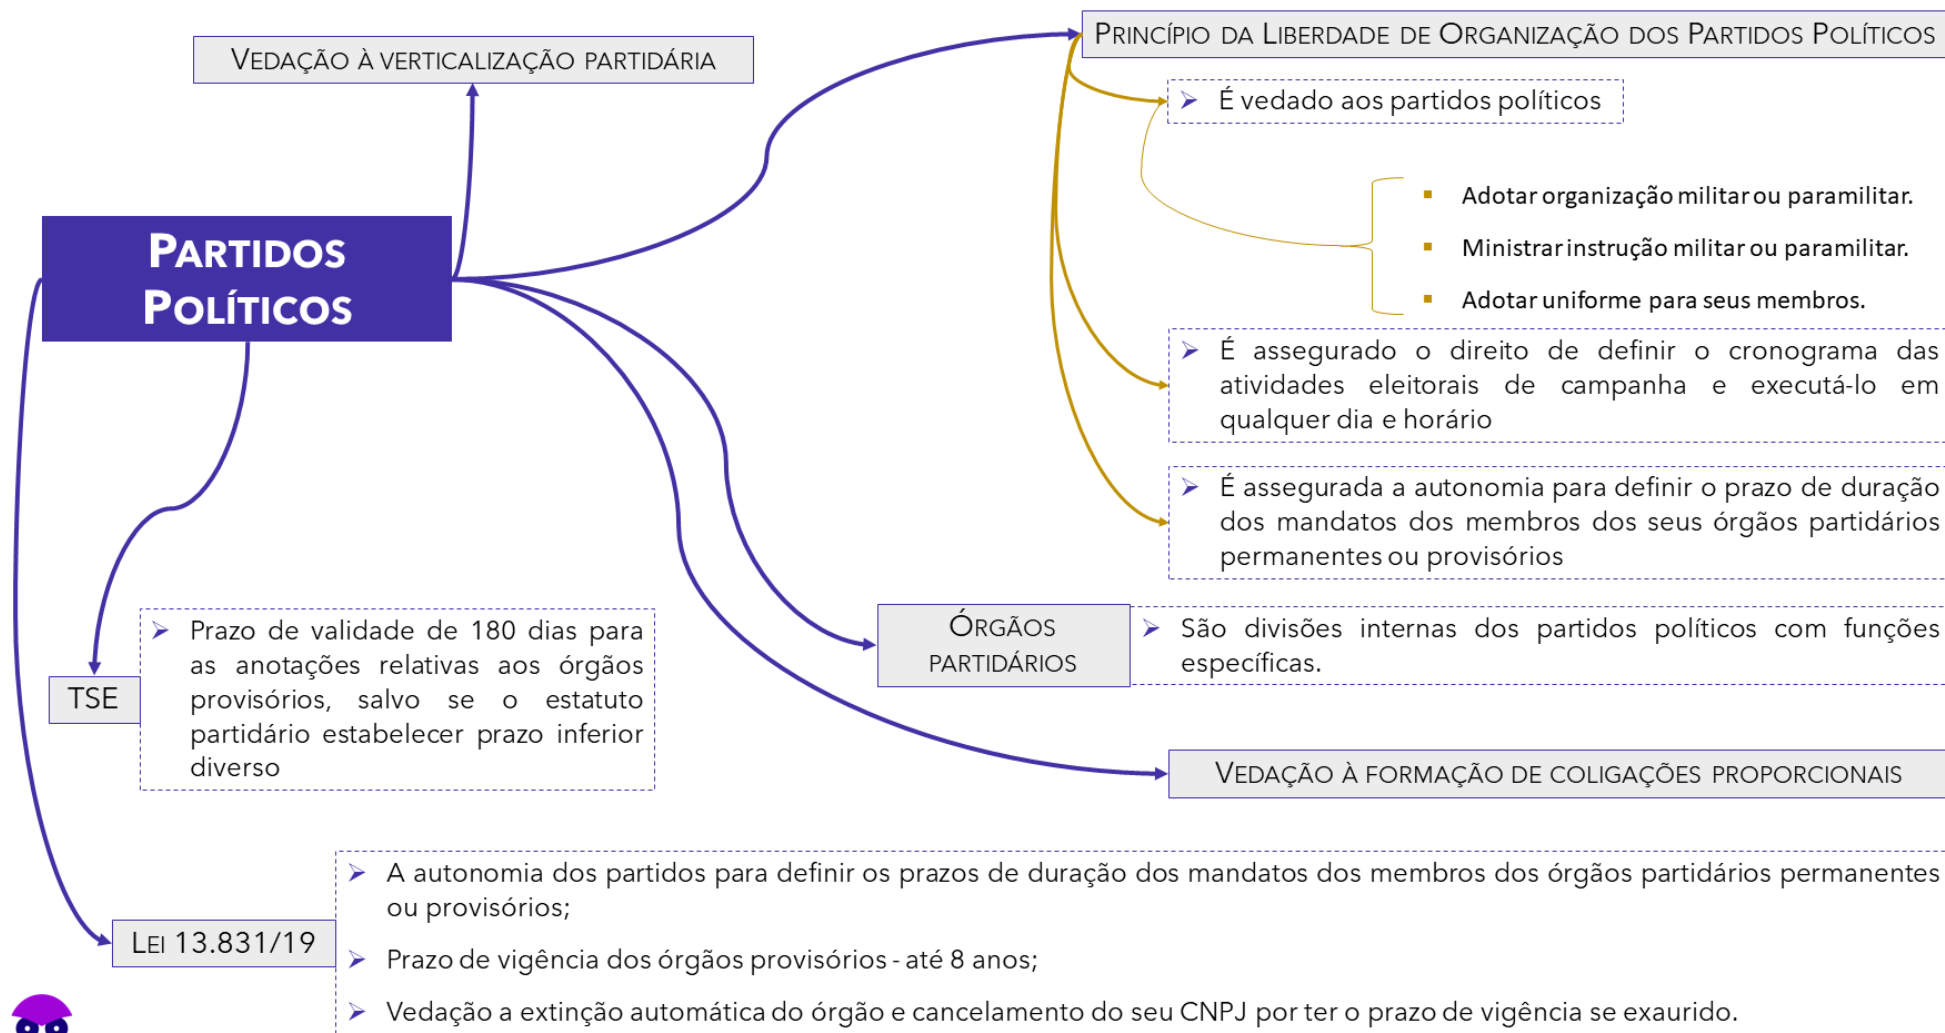 VEDAÇÃO À VERTICALIZAÇÃO PARTIDÁRIA
PRINCÍPIO DA LIBERDADE DE ORGANIZAÇÃO DOS PARTIDOS POLÍTICOS
➢ É vedado aos partidos políticos
▪ Adotar organização militar ou paramilitar.
▪ Ministrar instrução militar ou paramilitar.
▪ Adotar uniforme para seus membros.
PARTIDOS
POLÍTICOS
➢ É assegurado o direito de definir o cronograma das
atividades eleitorais de campanha e executá-lo em
qualquer dia e horário
➢ É assegurada a autonomia para definir o prazo de duração
dos mandatos dos membros dos seus órgãos partidários
permanentes ou provisórios
ÓRGÃOS
PARTIDÁRIOS
➢ São divisões internas dos partidos políticos com funções
específicas.
TSE
➢ Prazo de validade de 180 dias para
as anotações relativas aos órgãos
provisórios, salvo se o estatuto
partidário estabelecer prazo inferior
diverso
VEDAÇÃO À FORMAÇÃO DE COLIGAÇÕES PROPORCIONAIS
LEI 13.831/19
➢ A autonomia dos partidos para definir os prazos de duração dos mandatos dos membros dos órgãos partidários permanentes
ou provisórios;
➢ Prazo de vigência dos órgãos provisórios - até 8 anos;
➢ Vedação a extinção automática do órgão e cancelamento do seu CNPJ por ter o prazo de vigência se exaurido.